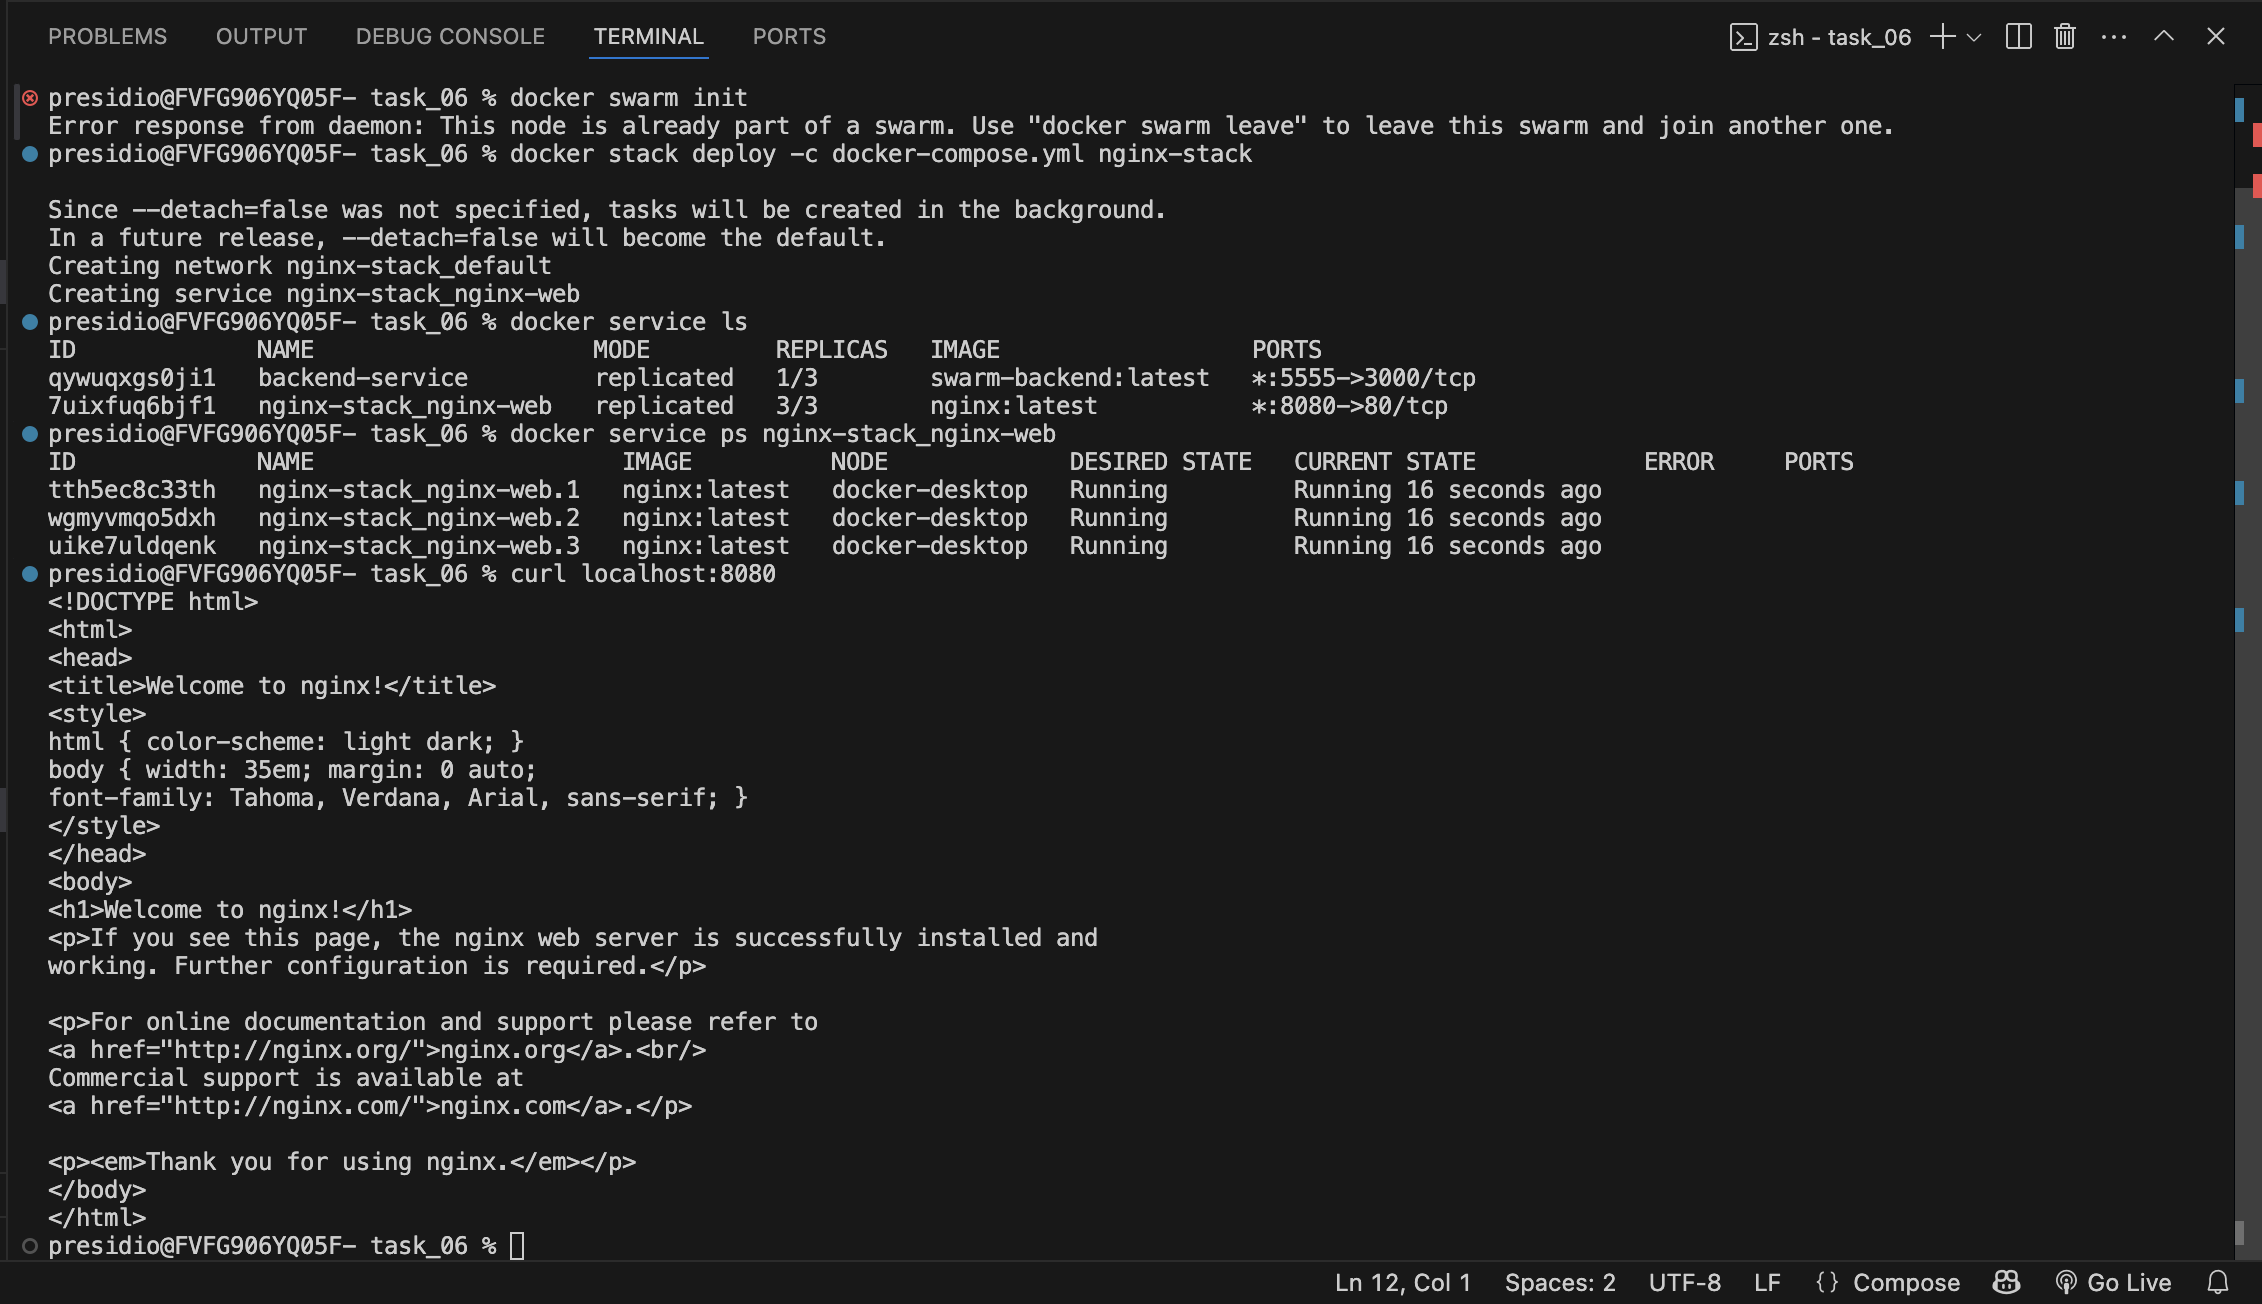 PROBLEMS OUTPUT DEBUG CONSOLE TERMINAL PORTS zsh - task_06
presidio@FVFG906YQ05F- task_06 % docker swarm init
Error response from daemon: This node is already part of a swarm. Use "docker swarm leave" to leave this swarm and join another one.
presidio@FVFG906YQ05F- task_06 % docker stack deploy -c docker-compose.yml nginx-stack
Since --detach=false was not specified, tasks will be created in the background.
In a future release, --detach=false will become the default.
Creating network nginx-stack_default
Creating service nginx-stack_nginx-web
presidio@FVFG906YQ05F- task_06 % docker service ls
ID NAME MODE REPLICAS IMAGE PORTS
qywuqxgs0ji1 backend-service replicated 1/3 swarm-backend:latest *:5555->3000/tcp
7uixfuq6bjf1 nginx-stack_nginx-web replicated 3/3 nginx:latest *:8080->80/tcp
presidio@FVFG906YQ05F- task_06 % docker service ps nginx-stack_nginx-web
ID NAME IMAGE NODE DESIRED STATE CURRENT STATE ERROR PORTS
tth5ec8c33th nginx-stack_nginx-web.1 nginx:latest docker-desktop Running Running 16 seconds ago
wgmyvmqo5dxh nginx-stack_nginx-web.2 nginx:latest docker-desktop Running Running 16 seconds ago
uike7uldqenk nginx-stack_nginx-web.3 nginx:latest docker-desktop Running Running 16 seconds ago
presidio@FVFG906YQ05F- task_06 % curl localhost:8080
<!DOCTYPE html>
<html>
<head>
<title>Welcome to nginx!</title>
<style>
html { color-scheme: light dark; }
body { width: 35em; margin: 0 auto;
font-family: Tahoma, Verdana, Arial, sans-serif; }
</style>
</head>
<body>
<h1>Welcome to nginx!</h1>
<p>If you see this page, the nginx web server is successfully installed and
working. Further configuration is required.</p>
<p>For online documentation and support please refer to
<a href="http://nginx.org/">nginx.org</a>.<br/>
Commercial support is available at
<a href="http://nginx.com/">nginx.com</a>.</p>
<p><em>Thank you for using nginx.</em></p>
</body>
</html>
presidio@FVFG906YQ05F- task_06 %
Ln 12, Col 1 Spaces: 2 UTF-8 LF {} Compose Go Live